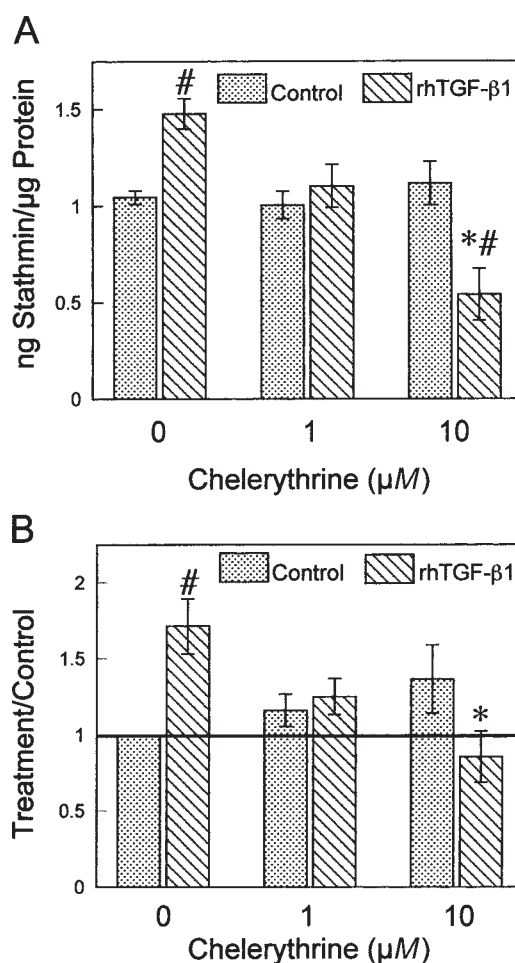 A
# Control rhTGF-β1
1.5
1
*#
0.5
0
ng Stathmin/µg Protein
0 1 10
Chelerythrine (µM)
B
Control rhTGF-β1
2
#
1.5
*
1
0.5
0
Treatment/Control
0 1 10
Chelerythrine (µM)